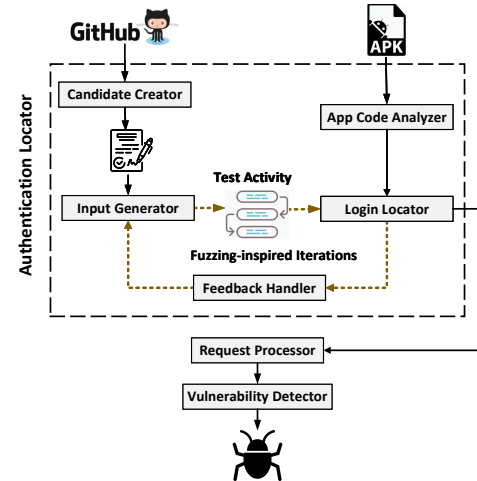 GitHub
APK
Candidate Creator
App Code Analyzer
Authentication Locator
Test Activity
Input Generator
Login Locator
Fuzzing-inspired Iterations
Feedback Handler
Request Processor
Vulnerability Detector